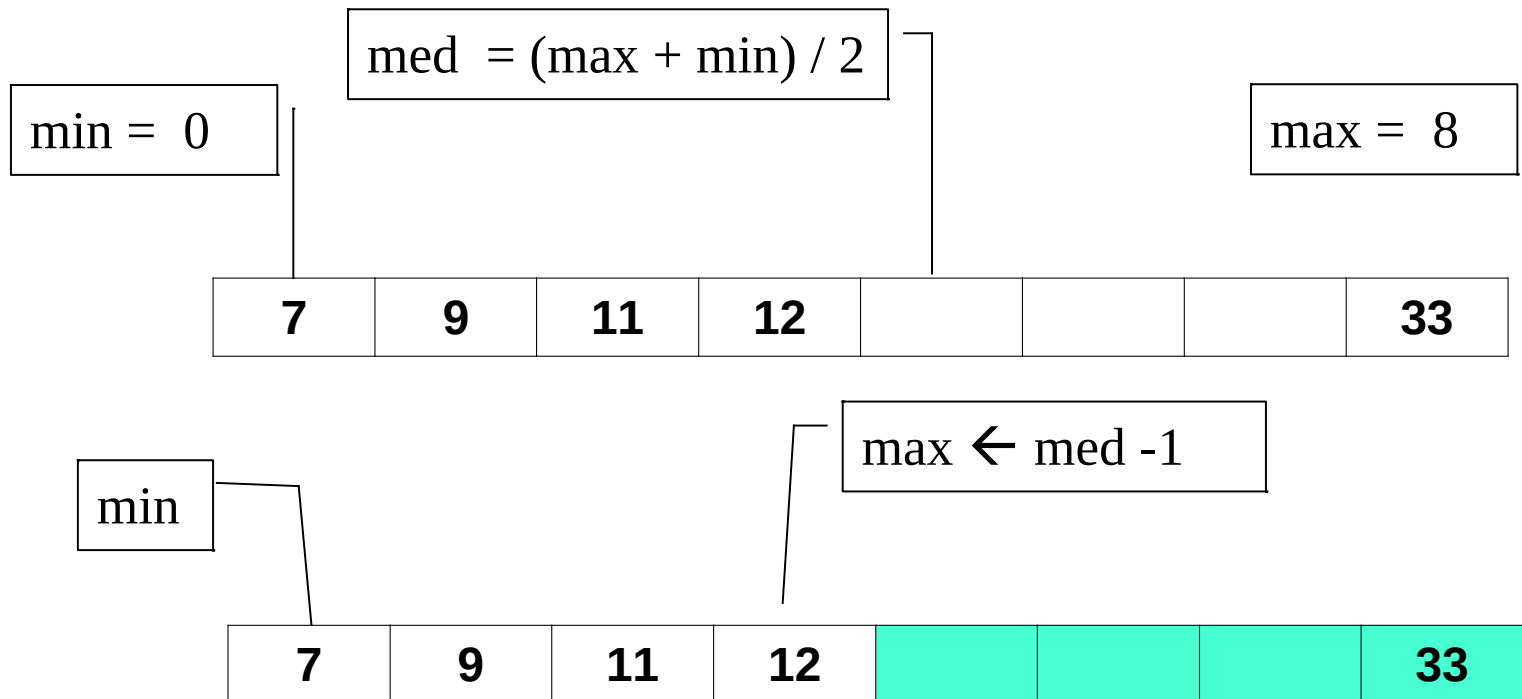 med = (max + min) / 2
min = 0
max = 8
7 9 11 12 33
max ← med -1
min
7 9 11 12 33